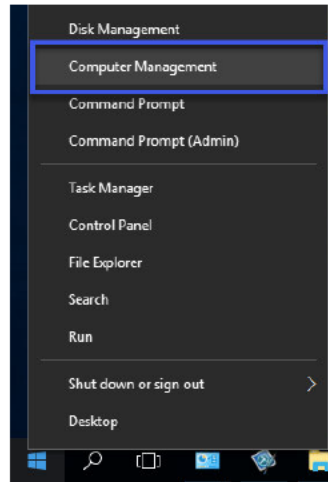 Disk Management
Computer Management
Command Prompt
Command Prompt (Admin)
Task Manager
Control Panel
File Explorer
Search
Run
Shut down or sign out
Desktop